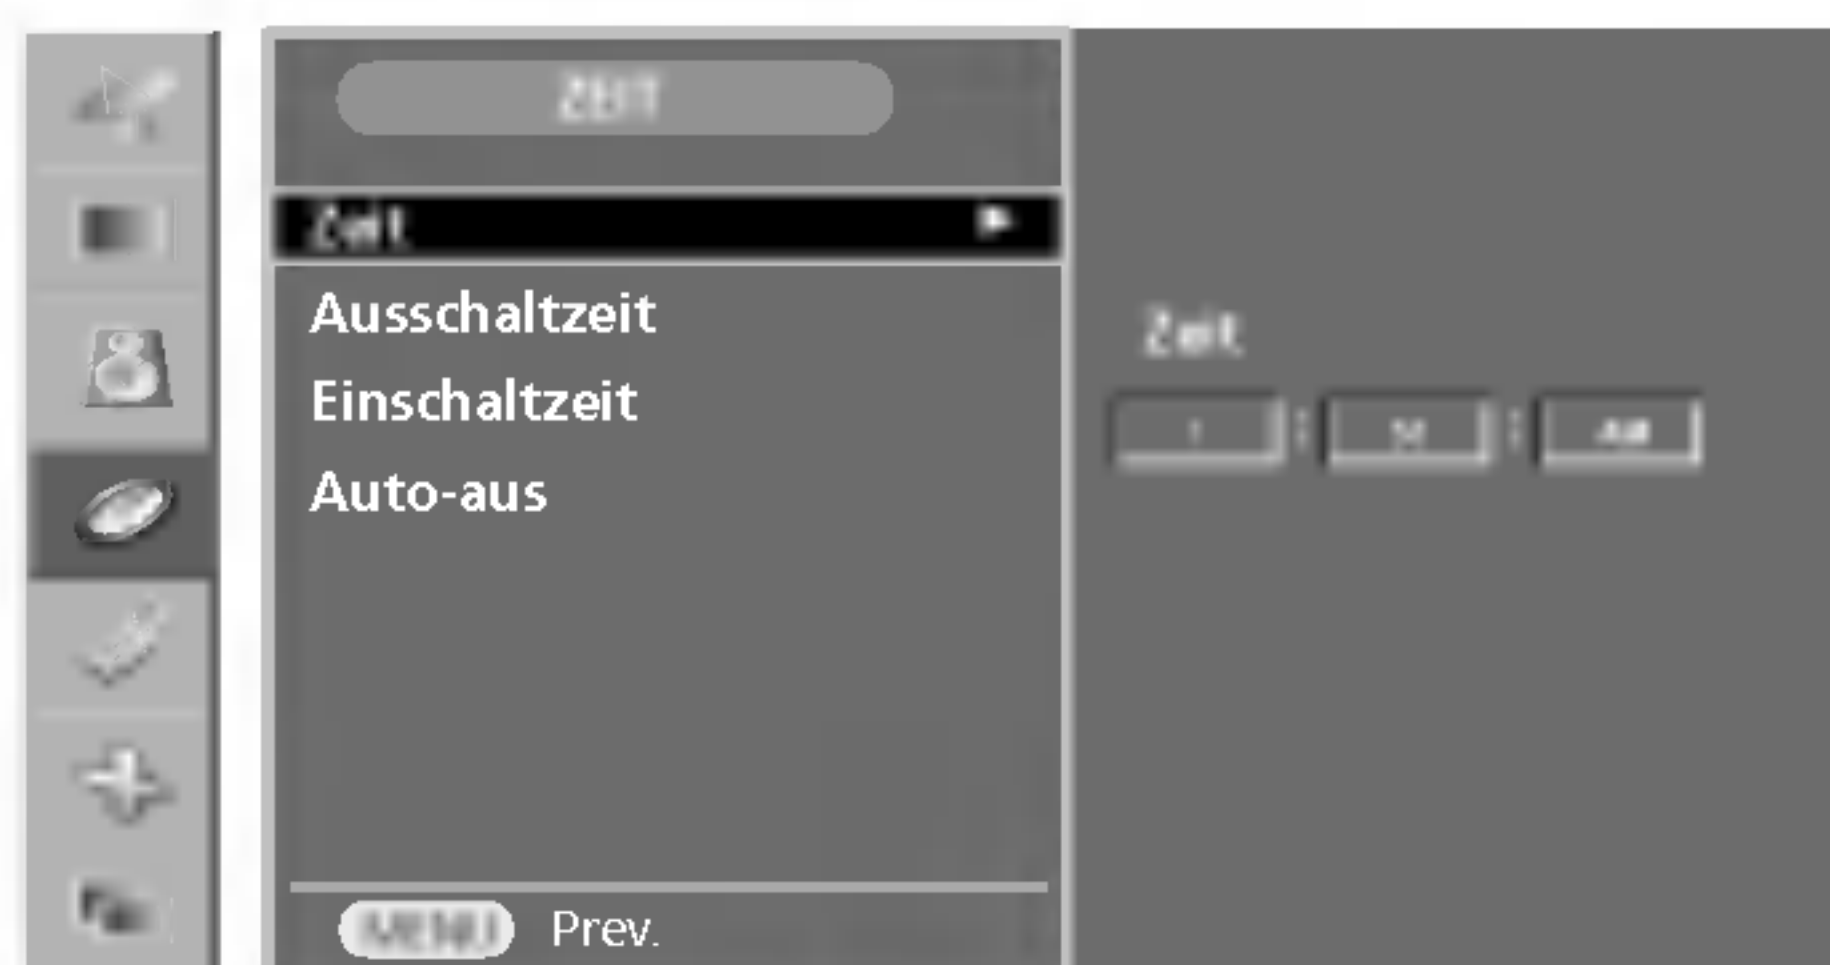 ZEIT
Zeit
Ausschaltzeit
Einschaltzeit
Auto-aus
MENU Prev.
Zeit
: :